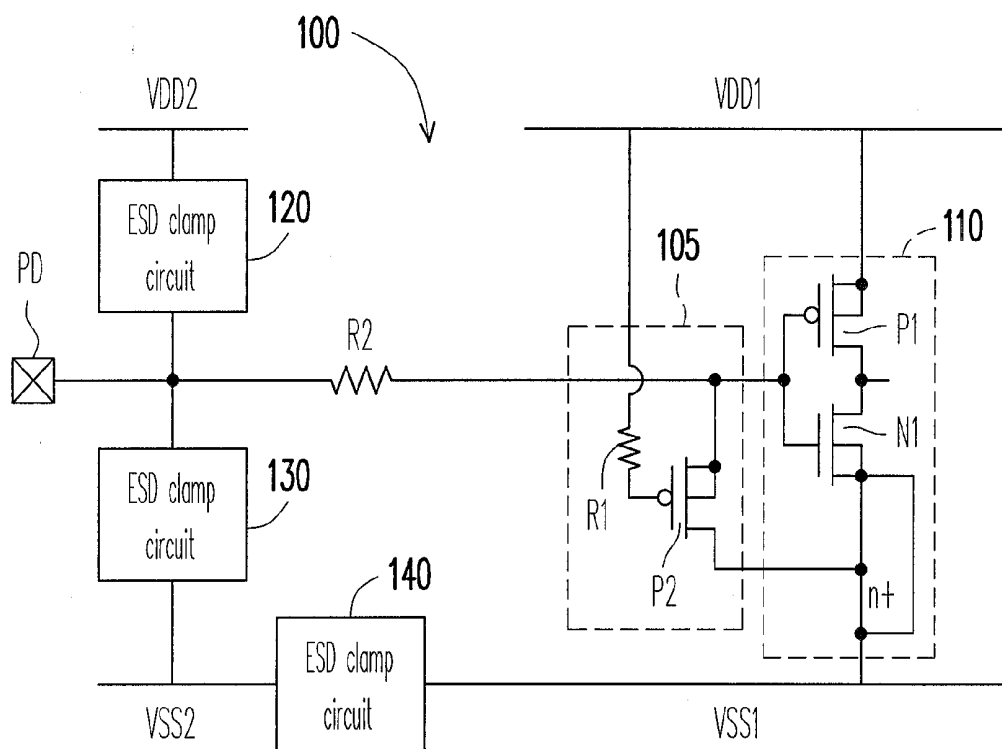 100
VDD2
VDD1
ESD clamp
circuit
120
105
110
PD
R2
P1
N1
ESD clamp
circuit
130
R1
P2
n+
140
ESD clamp
circuit
VSS2
VSS1